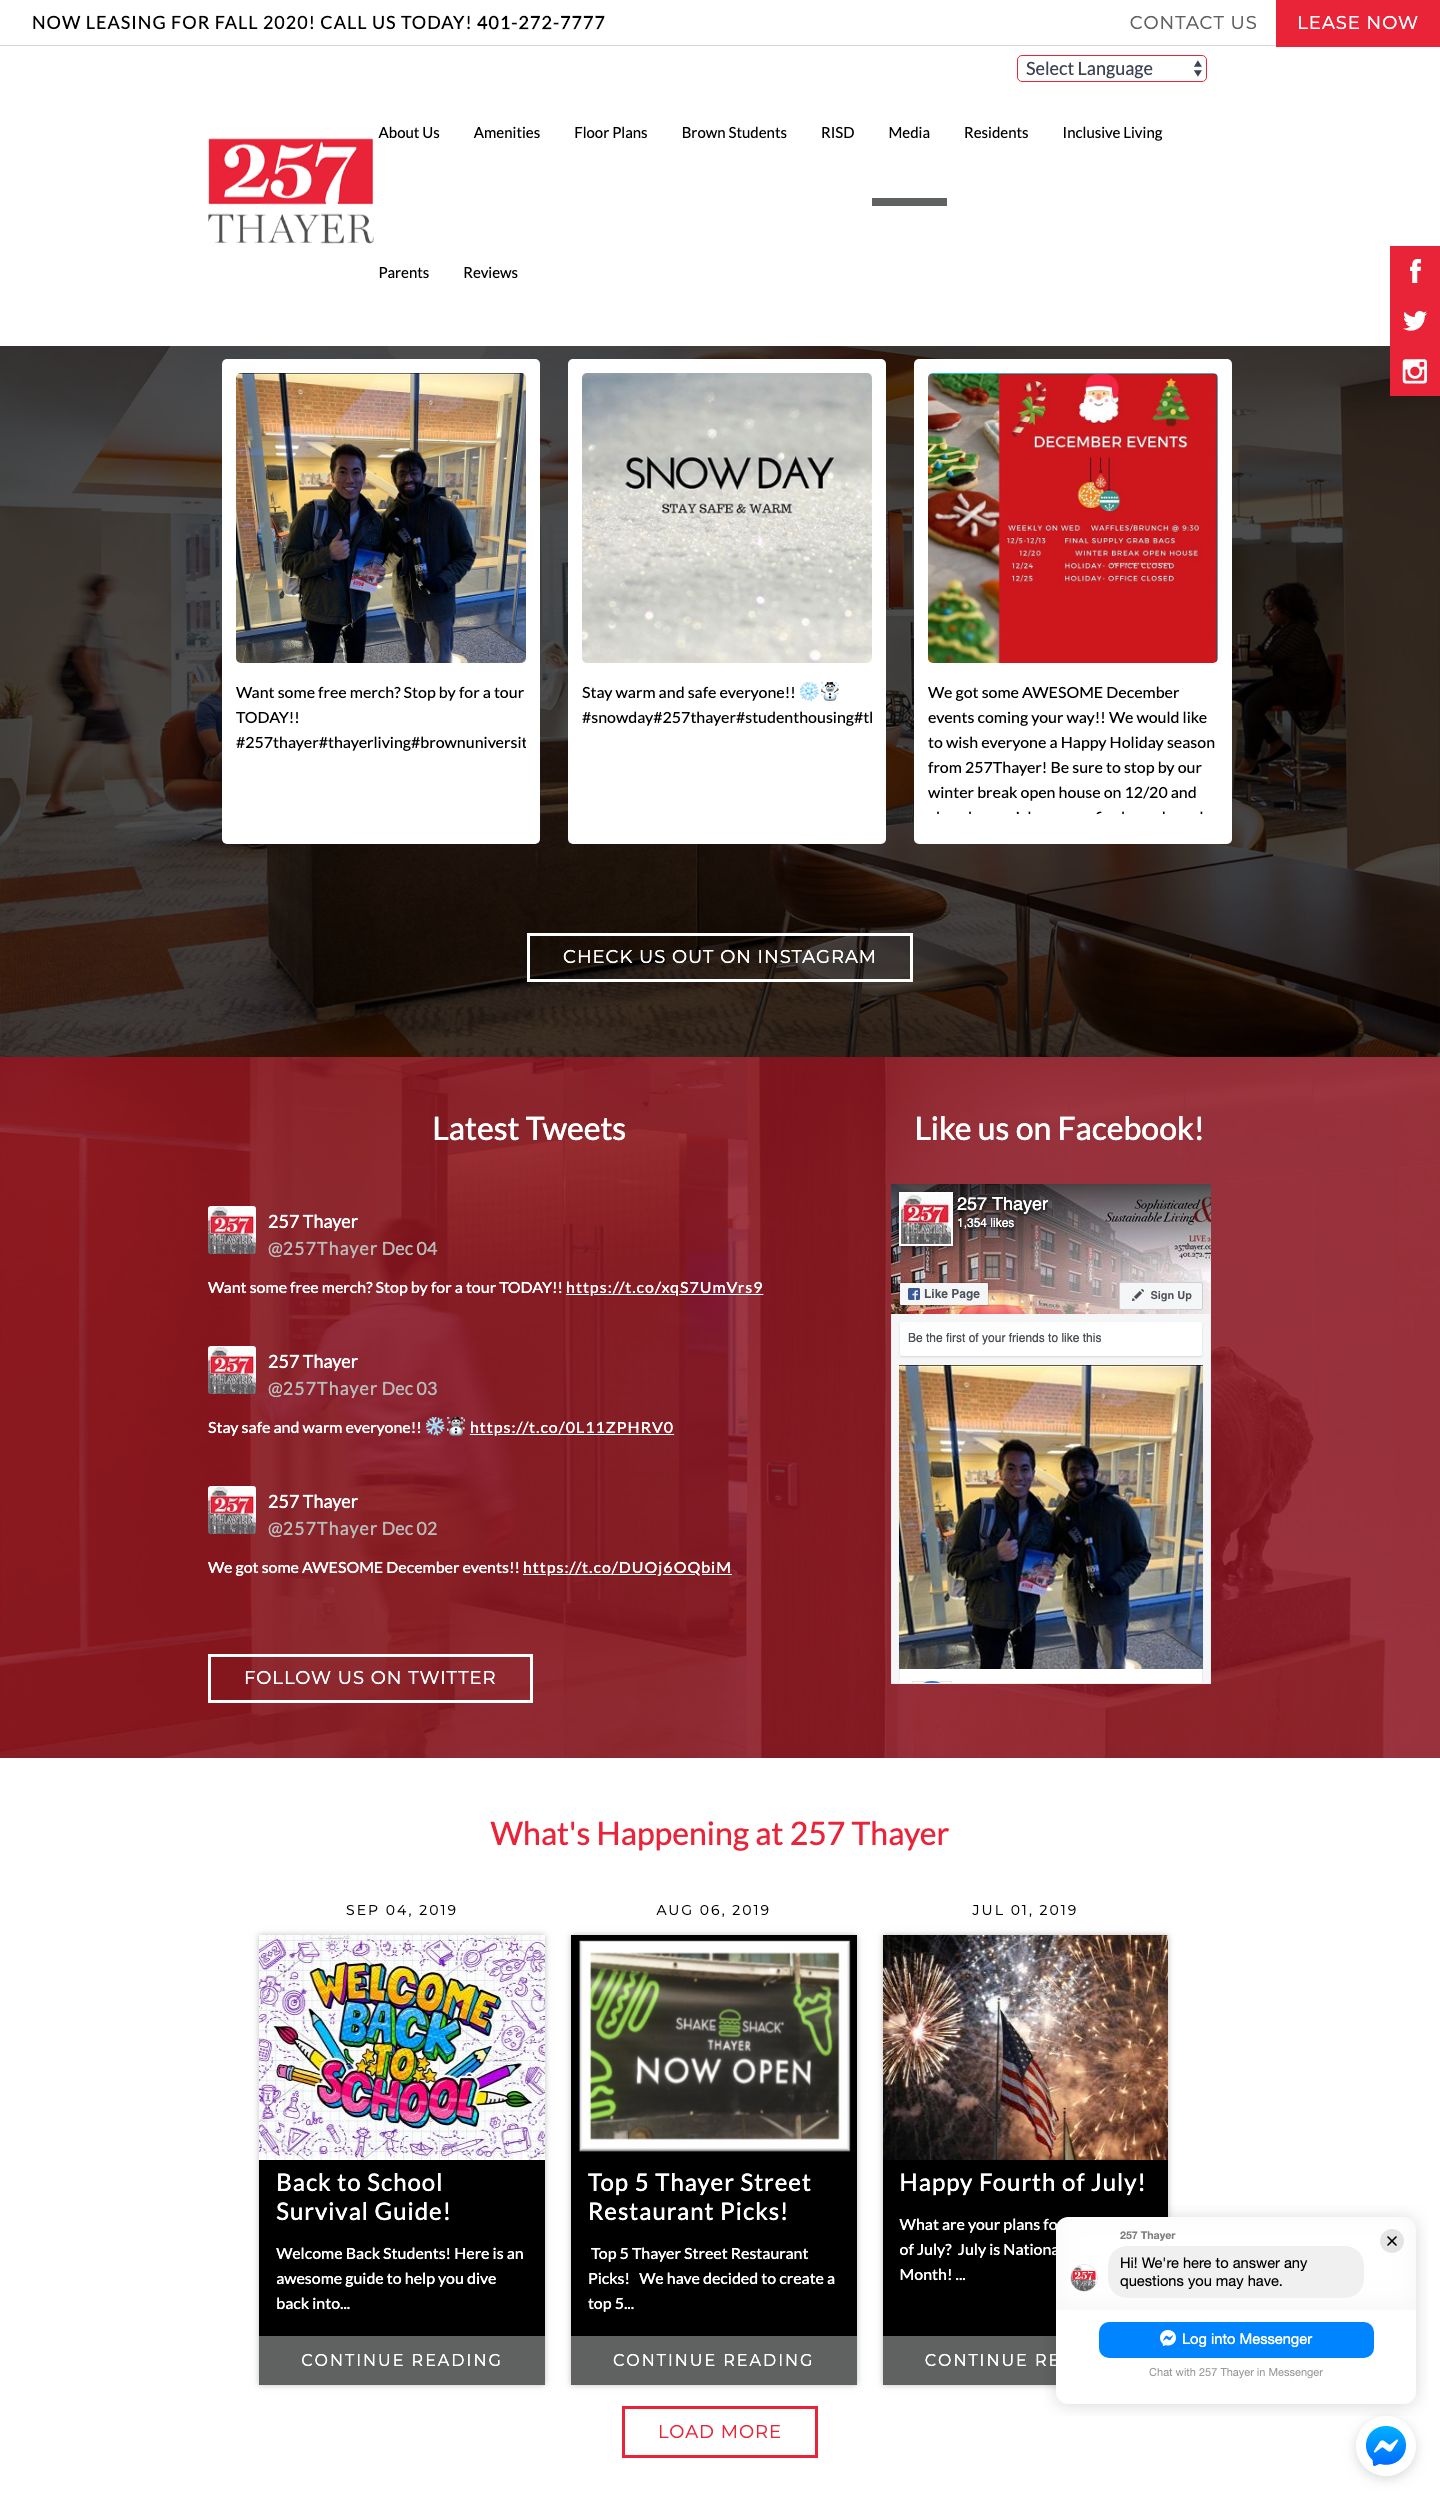 NOW LEASING FOR FALL 2020! CALL US TODAY! 401-272-7777
CONTACT US
LEASE NOW
Select Language
257
THAYER
About Us
Amenities
Floor Plans
Brown Students
RISD
Media
Residents
Inclusive Living
Parents
Reviews
Want some free merch? Stop by for a tour
TODAY!!
#257thayer#thayerliving#brownuniversit
SNOW DAY
STAY SAFE & WARM
Stay warm and safe everyone!! ❄️☃️
#snowday#257thayer#studenthousing#tl
DECEMBER EVENTS
WEEKLY ON WED WAFFLES/BRUNCH @ 9:30
12/5-12/13 FINAL SUPPLY GRAB BAGS
12/20 WINTER BREAK OPEN HOUSE
12/24 HOLIDAY- OFFICE CLOSED
12/25 HOLIDAY- OFFICE CLOSED
We got some AWESOME December
events coming your way!! We would like
to wish everyone a Happy Holiday season
from 257Thayer! Be sure to stop by our
winter break open house on 12/20 and
CHECK US OUT ON INSTAGRAM
Latest Tweets
257 THAYER
257 Thayer
@257Thayer Dec 04
Want some free merch? Stop by for a tour TODAY!! https://t.co/xqS7UmVrs9
257 THAYER
257 Thayer
@257Thayer Dec 03
Stay safe and warm everyone!! ❄️☃️ https://t.co/0L11ZPHRV0
257 THAYER
257 Thayer
@257Thayer Dec 02
We got some AWESOME December events!! https://t.co/DUOj6OQbiM
FOLLOW US ON TWITTER
Like us on Facebook!
257 THAYER
257 Thayer
1,354 likes
Sophisticated &
Sustainable Living
Like Page
Sign Up
Be the first of your friends to like this
What's Happening at 257 Thayer
SEP 04, 2019
WELCOME
BACK
TO
SCHOOL
abc
Back to School
Survival Guide!
Welcome Back Students! Here is an
awesome guide to help you dive
back into...
CONTINUE READING
AUG 06, 2019
SHAKE SHACK
THAYER
NOW OPEN
Top 5 Thayer Street
Restaurant Picks!
Top 5 Thayer Street Restaurant
Picks! We have decided to create a
top 5...
CONTINUE READING
JUL 01, 2019
Happy Fourth of July!
What are your plans fo
of July? July is Nationa
Month! ...
CONTINUE RE
LOAD MORE
257 Thayer
257
Hi! We're here to answer any
questions you may have.
Log into Messenger
Chat with 257 Thayer in Messenger